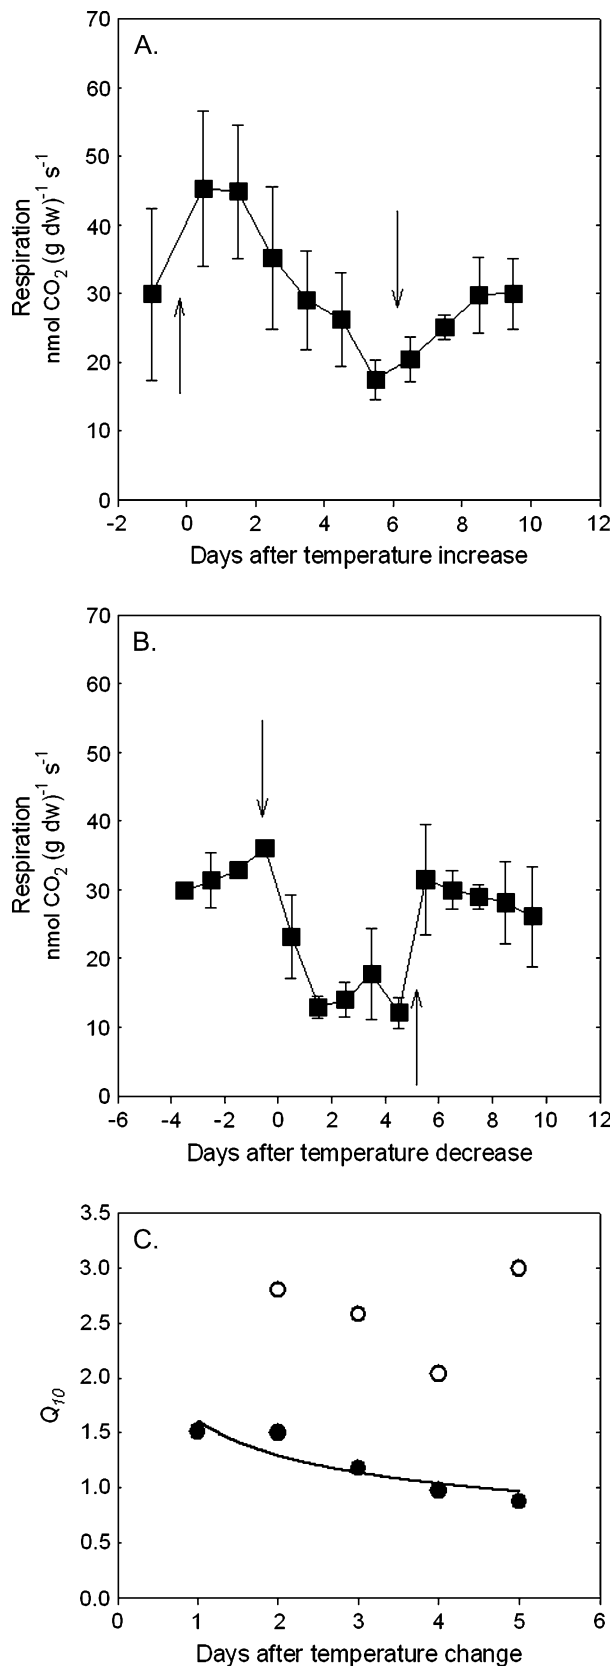 A.
70
60
50
40
30
20
10
0
Respiration
nmol CO₂ (g dw)⁻¹ s⁻¹
-2 0 2 4 6 8 10 12
Days after temperature increase
B.
70
60
50
40
30
20
10
0
Respiration
nmol CO₂ (g dw)⁻¹ s⁻¹
-6 -4 -2 0 2 4 6 8 10 12
Days after temperature decrease
C.
3.5
3.0
2.5
2.0
1.5
1.0
0.5
0.0
Q₁₀
0 1 2 3 4 5 6
Days after temperature change